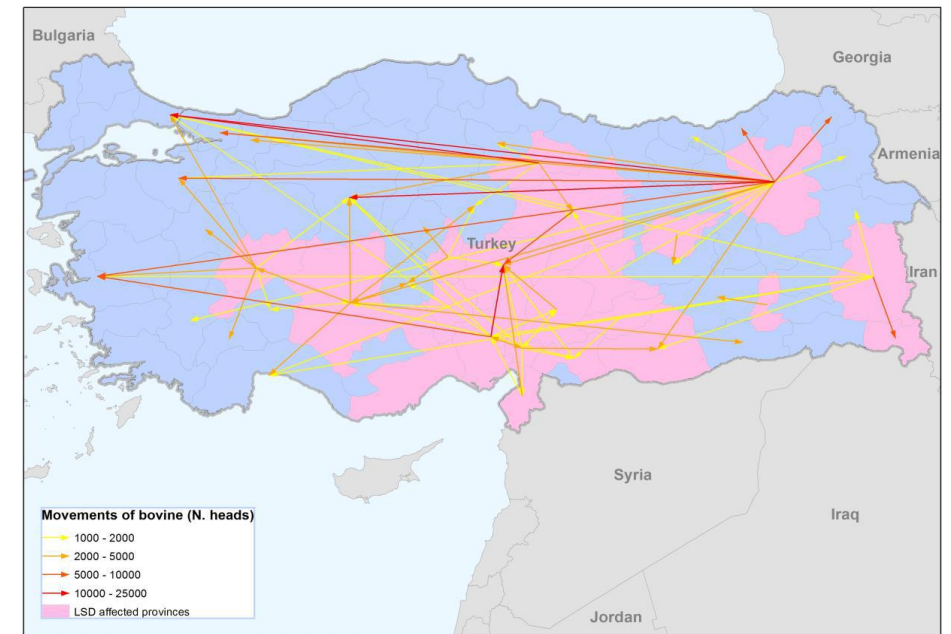 Bulgaria
Georgia
Armenia
Turkey
Iran
Syria
Iraq
Jordan
Movements of bovine (N. heads)
1000 - 2000
2000 - 5000
5000 - 10000
10000 - 25000
LSD affected provinces